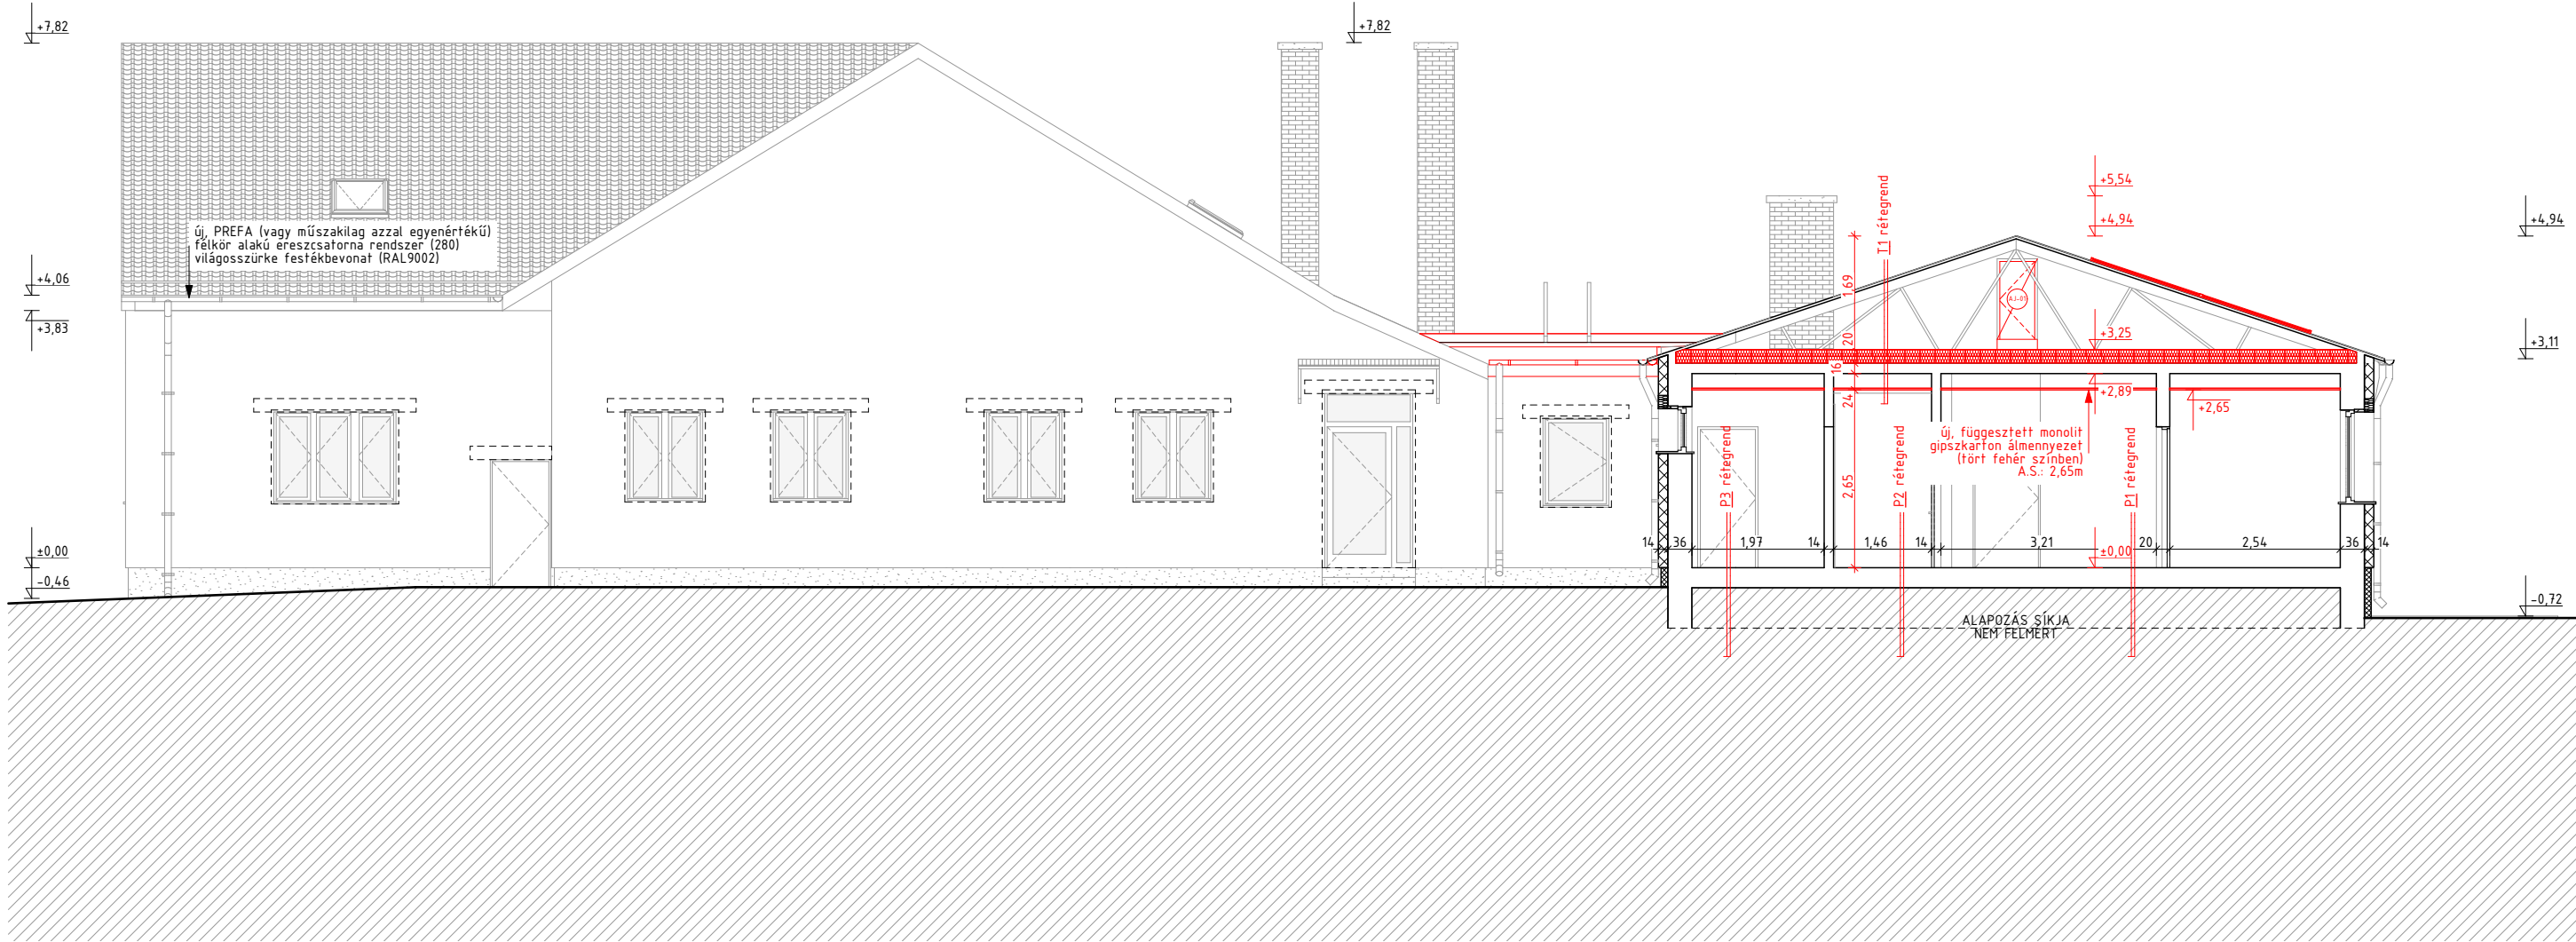 +7,82
+7,82
+5,54
+4,94
+4,94
új, PREFA (vagy műszakilag azzal egyenértékű)
félkör alakú ereszcsatorna rendszer (280)
világosszürke festékbevonat (RAL9002)
T1 rétegrend
+4,06
+3,83
1,69
AJ-01
20
+3,25
+3,11
16
24
+2,89
+2,65
új, függesztett monolit
gipszkarton álmennyezet
(tört fehér színben)
A.S.: 2,65m
P3 rétegrend
2,65
P2 rétegrend
P1 rétegrend
14 36 1,97 14 1,46 14 3,21 20 2,54 36 14
±0,00
±0,00
-0,46
-0,72
ALAPOZÁS SÍKJA
NEM FELMÉRT